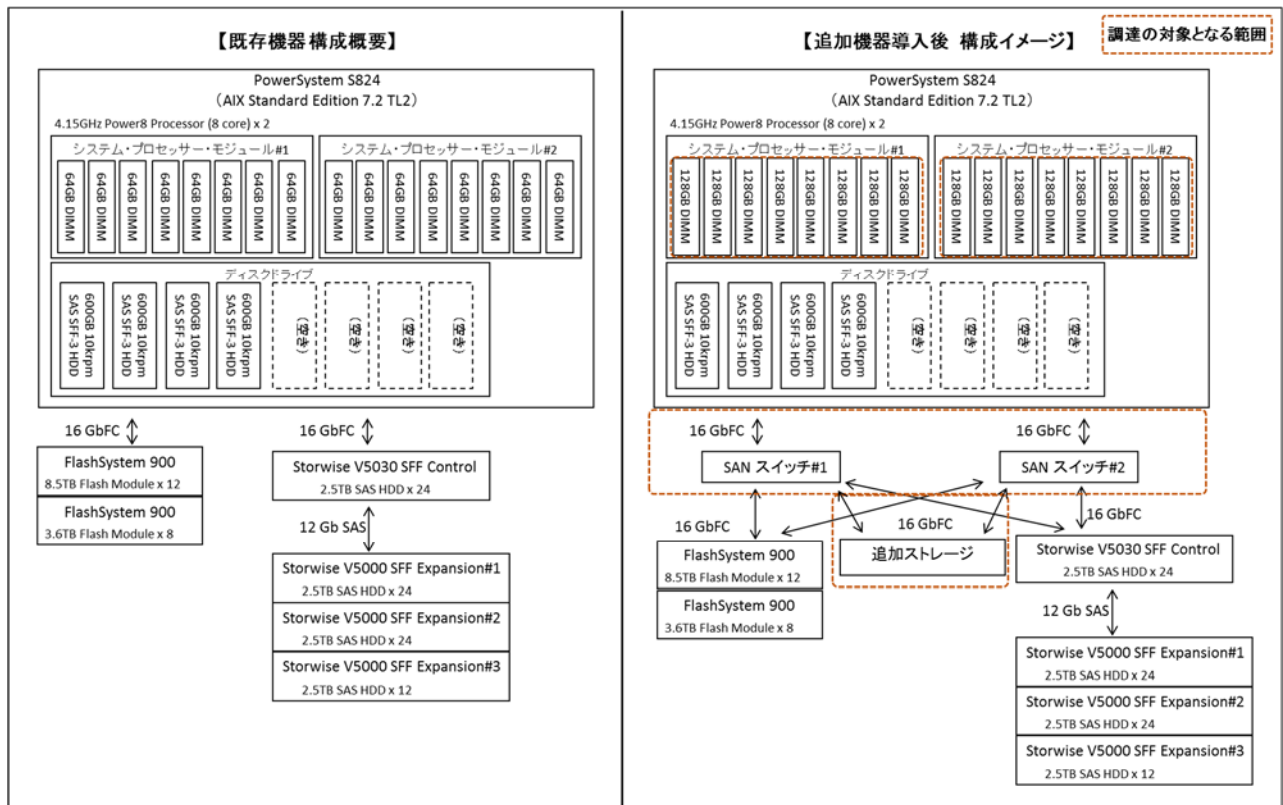 【既存機器構成概要】
PowerSystem S824
(AIX Standard Edition 7.2 TL2)
4.15GHz Power8 Processor (8 core) x 2
システム・プロセッサー・モジュール#1
64GB DIMM
64GB DIMM
64GB DIMM
64GB DIMM
64GB DIMM
64GB DIMM
64GB DIMM
64GB DIMM
システム・プロセッサー・モジュール#2
64GB DIMM
64GB DIMM
64GB DIMM
64GB DIMM
64GB DIMM
64GB DIMM
64GB DIMM
64GB DIMM
ディスクドライブ
600GB 10krpm
SAS SFF-3 HDD
600GB 10krpm
SAS SFF-3 HDD
600GB 10krpm
SAS SFF-3 HDD
600GB 10krpm
SAS SFF-3 HDD
(空き)
(空き)
(空き)
(空き)
16 GbFC
16 GbFC
FlashSystem 900
8.5TB Flash Module x 12
FlashSystem 900
3.6TB Flash Module x 8
Storwise V5030 SFF Control
2.5TB SAS HDD x 24
12 Gb SAS
Storwise V5000 SFF Expansion#1
2.5TB SAS HDD x 24
Storwise V5000 SFF Expansion#2
2.5TB SAS HDD x 24
Storwise V5000 SFF Expansion#3
2.5TB SAS HDD x 12
【追加機器導入後 構成イメージ】
調達の対象となる範囲
PowerSystem S824
(AIX Standard Edition 7.2 TL2)
4.15GHz Power8 Processor (8 core) x 2
システム・プロセッサー・モジュール#1
128GB DIMM
128GB DIMM
128GB DIMM
128GB DIMM
128GB DIMM
128GB DIMM
128GB DIMM
128GB DIMM
システム・プロセッサー・モジュール#2
128GB DIMM
128GB DIMM
128GB DIMM
128GB DIMM
128GB DIMM
128GB DIMM
128GB DIMM
128GB DIMM
ディスクドライブ
600GB 10krpm
SAS SFF-3 HDD
600GB 10krpm
SAS SFF-3 HDD
600GB 10krpm
SAS SFF-3 HDD
600GB 10krpm
SAS SFF-3 HDD
(空き)
(空き)
(空き)
(空き)
16 GbFC
16 GbFC
SAN スイッチ#1
SAN スイッチ#2
16 GbFC
16 GbFC
16 GbFC
FlashSystem 900
8.5TB Flash Module x 12
FlashSystem 900
3.6TB Flash Module x 8
追加ストレージ
Storwise V5030 SFF Control
2.5TB SAS HDD x 24
12 Gb SAS
Storwise V5000 SFF Expansion#1
2.5TB SAS HDD x 24
Storwise V5000 SFF Expansion#2
2.5TB SAS HDD x 24
Storwise V5000 SFF Expansion#3
2.5TB SAS HDD x 12